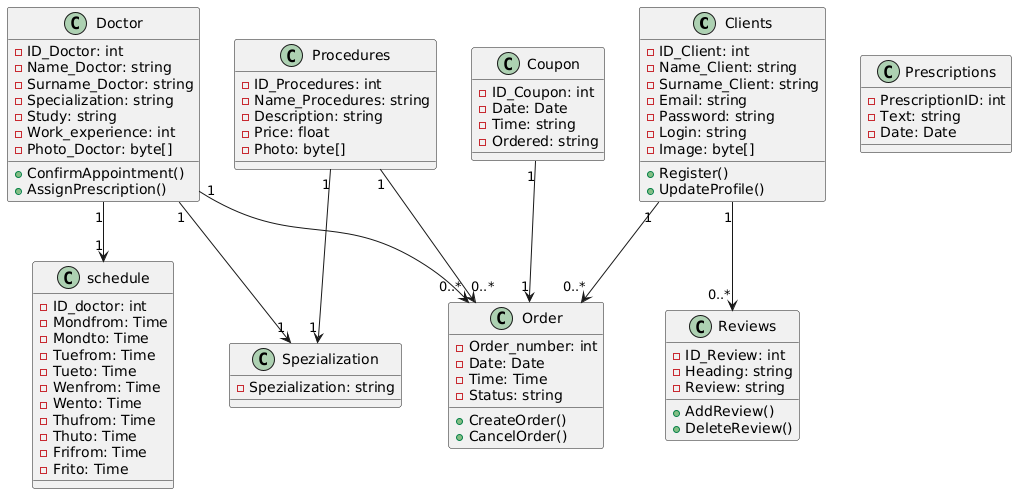 C Doctor
ID_Doctor: int
Name_Doctor: string
Surname_Doctor: string
Specialization: string
Study: string
Work_experience: int
Photo_Doctor: byte[]
ConfirmAppointment()
AssignPrescription()
C Procedures
ID_Procedures: int
Name_Procedures: string
Description: string
Price: float
Photo: byte[]
C Coupon
ID_Coupon: int
Date: Date
Time: string
Ordered: string
C Clients
ID_Client: int
Name_Client: string
Surname_Client: string
Email: string
Password: string
Login: string
Image: byte[]
Register()
UpdateProfile()
C Prescriptions
PrescriptionID: int
Text: string
Date: Date
1
1
1
1
1
1
1
1
1
1
1
0..*
0..*
1
0..*
0..*
C schedule
ID_doctor: int
Mondfrom: Time
Mondto: Time
Tuefrom: Time
Tueto: Time
Wenfrom: Time
Wento: Time
Thufrom: Time
Thuto: Time
Frifrom: Time
Frito: Time
C Spezialization
Spezialization: string
C Order
Order_number: int
Date: Date
Time: Time
Status: string
CreateOrder()
CancelOrder()
C Reviews
ID_Review: int
Heading: string
Review: string
AddReview()
DeleteReview()